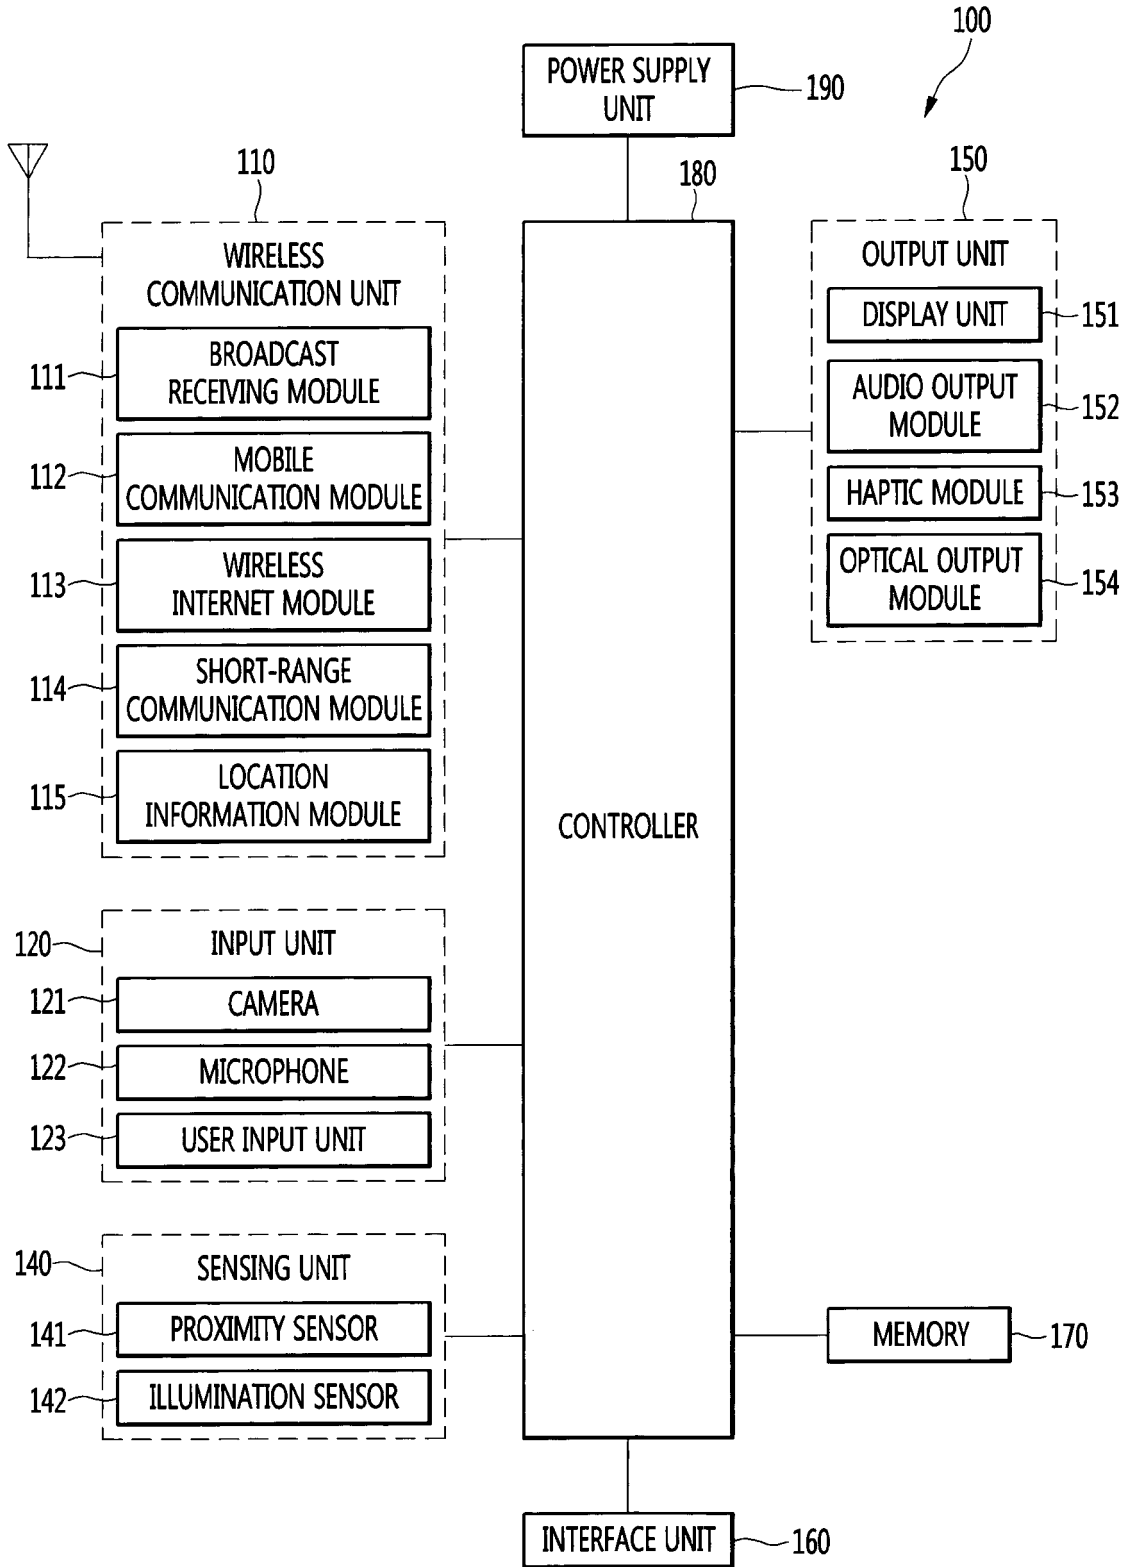 100
POWER SUPPLY
UNIT
190
110
180
150
WIRELESS
COMMUNICATION UNIT
111
BROADCAST
RECEIVING MODULE
112
MOBILE
COMMUNICATION MODULE
113
WIRELESS
INTERNET MODULE
114
SHORT-RANGE
COMMUNICATION MODULE
115
LOCATION
INFORMATION MODULE
120
INPUT UNIT
121
CAMERA
122
MICROPHONE
123
USER INPUT UNIT
140
SENSING UNIT
141
PROXIMITY SENSOR
142
ILLUMINATION SENSOR
CONTROLLER
OUTPUT UNIT
DISPLAY UNIT
151
AUDIO OUTPUT
MODULE
152
HAPTIC MODULE
153
OPTICAL OUTPUT
MODULE
154
MEMORY
170
INTERFACE UNIT
160